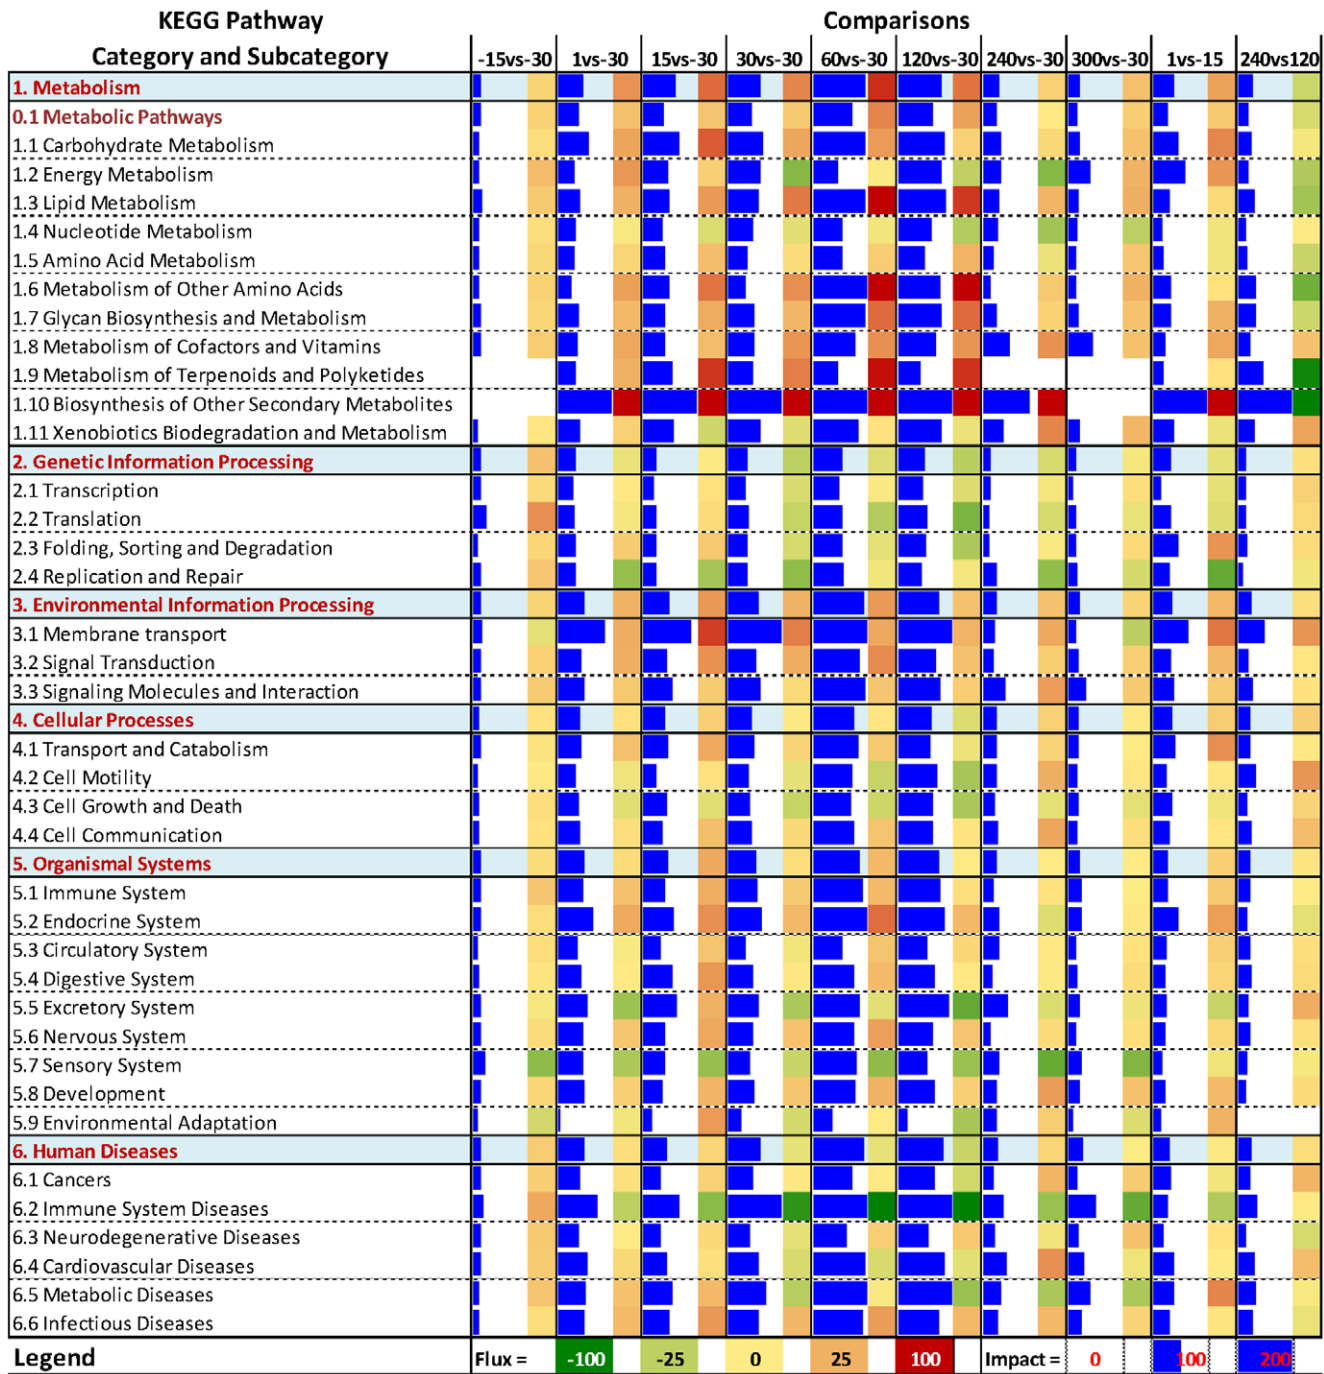 KEGG Pathway Comparisons
Category and Subcategory -15vs-30 1vs-30 15vs-30 30vs-30 60vs-30 120vs-30 240vs-30 300vs-30 1vs-15 240vs120
1. Metabolism
0.1 Metabolic Pathways
1.1 Carbohydrate Metabolism
1.2 Energy Metabolism
1.3 Lipid Metabolism
1.4 Nucleotide Metabolism
1.5 Amino Acid Metabolism
1.6 Metabolism of Other Amino Acids
1.7 Glycan Biosynthesis and Metabolism
1.8 Metabolism of Cofactors and Vitamins
1.9 Metabolism of Terpenoids and Polyketides
1.10 Biosynthesis of Other Secondary Metabolites
1.11 Xenobiotics Biodegradation and Metabolism
2. Genetic Information Processing
2.1 Transcription
2.2 Translation
2.3 Folding, Sorting and Degradation
2.4 Replication and Repair
3. Environmental Information Processing
3.1 Membrane transport
3.2 Signal Transduction
3.3 Signaling Molecules and Interaction
4. Cellular Processes
4.1 Transport and Catabolism
4.2 Cell Motility
4.3 Cell Growth and Death
4.4 Cell Communication
5. Organismal Systems
5.1 Immune System
5.2 Endocrine System
5.3 Circulatory System
5.4 Digestive System
5.5 Excretory System
5.6 Nervous System
5.7 Sensory System
5.8 Development
5.9 Environmental Adaptation
6. Human Diseases
6.1 Cancers
6.2 Immune System Diseases
6.3 Neurodegenerative Diseases
6.4 Cardiovascular Diseases
6.5 Metabolic Diseases
6.6 Infectious Diseases
Legend Flux = -100 -25 0 25 100 Impact = 0 100 200